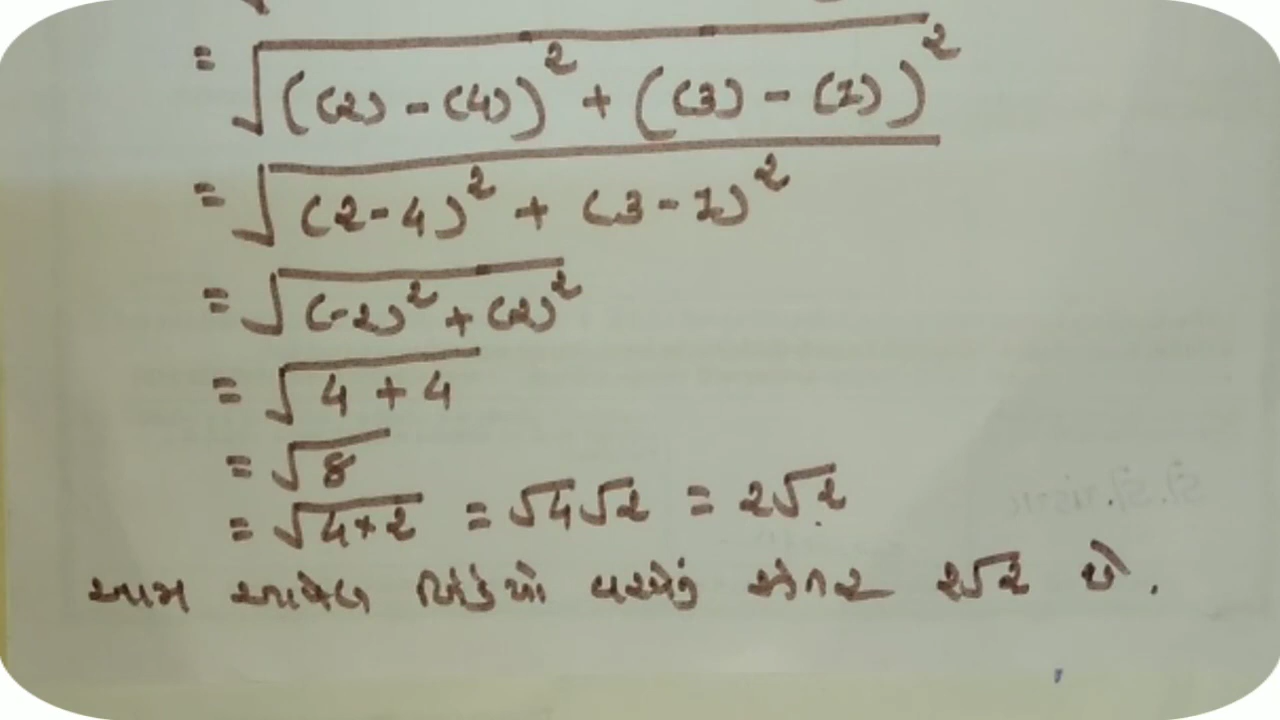 = √((2) - (4))² + ((3) - (1))²
= √(2-4)² + (3-1)²
= √(-2)² + (2)²
= √4 + 4
= √8
= √4×2 = √4√2 = 2√2
આમ આપેલ બિંદુઓ વચ્ચેનું અંતર 2√2 છે.